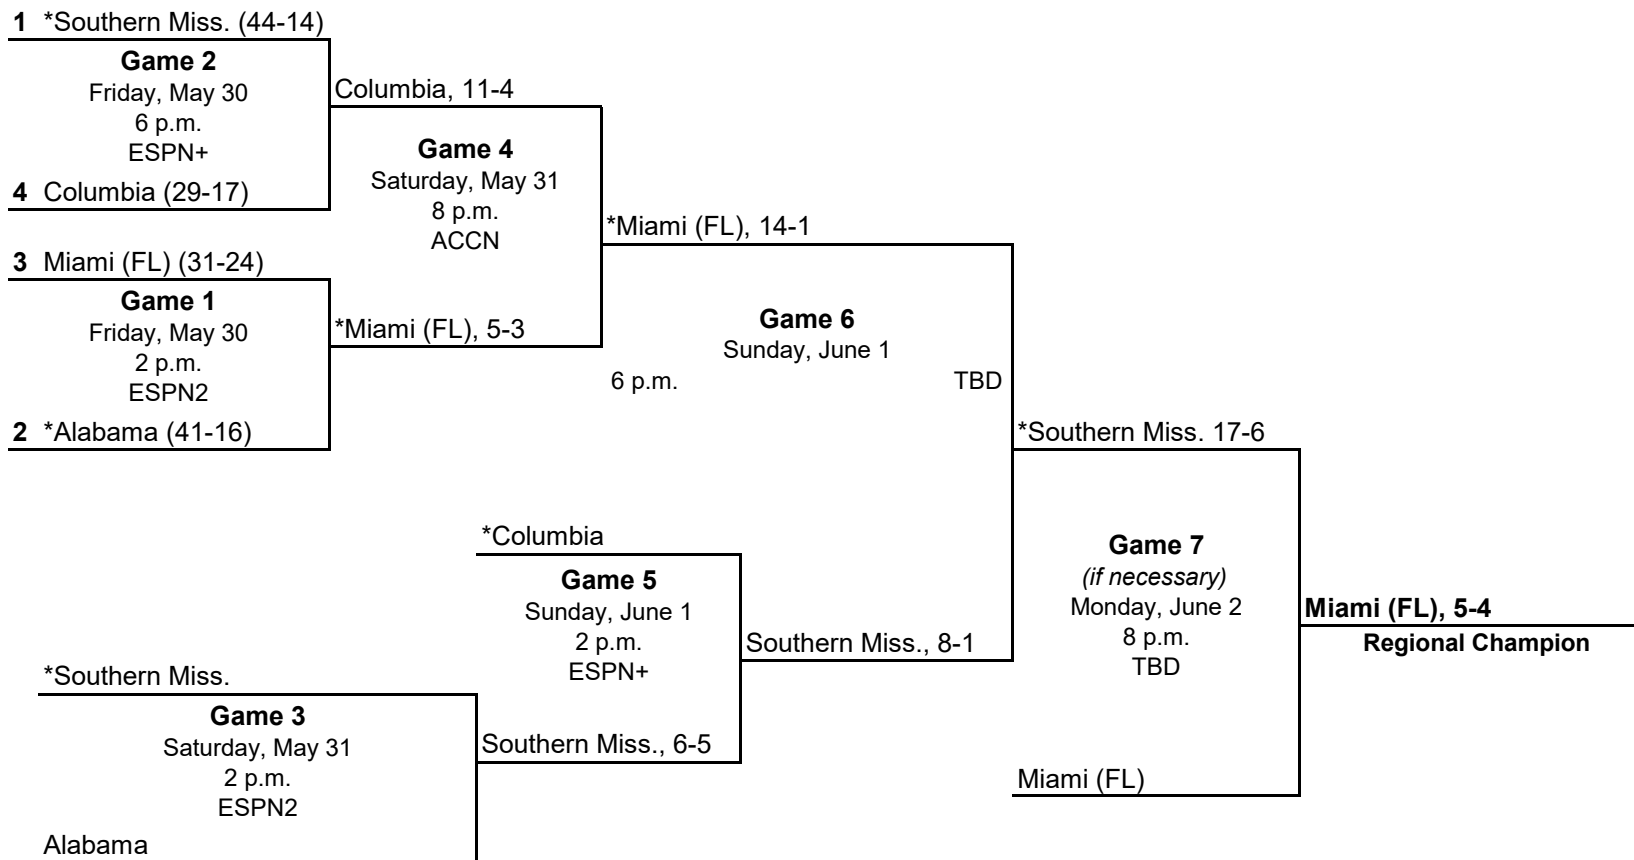 1 *Southern Miss. (44-14)
Game 2
Friday, May 30
6 p.m.
ESPN+
4 Columbia (29-17)
Columbia, 11-4
Game 4
Saturday, May 31
8 p.m.
ACCN
3 Miami (FL) (31-24)
Game 1
Friday, May 30
2 p.m.
ESPN2
2 *Alabama (41-16)
*Miami (FL), 5-3
*Miami (FL), 14-1
Game 6
Sunday, June 1
6 p.m. TBD
*Southern Miss. 17-6
*Columbia
Game 5
Sunday, June 1
2 p.m.
ESPN+
Southern Miss., 8-1
*Southern Miss.
Game 3
Saturday, May 31
2 p.m.
ESPN2
Alabama
Southern Miss., 6-5
Game 7
(if necessary)
Monday, June 2
8 p.m.
TBD
Miami (FL)
Miami (FL), 5-4
Regional Champion